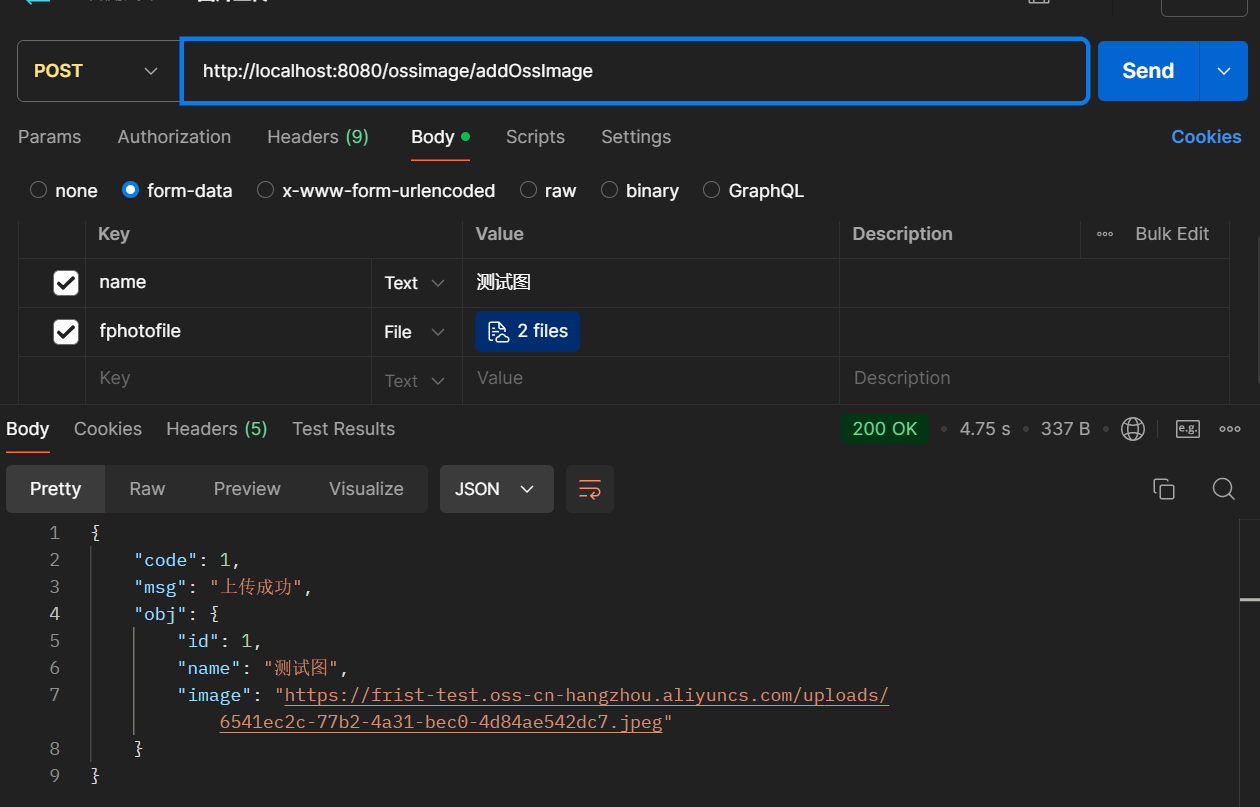 POST
http://localhost:8080/ossimage/addOssImage
Send
Params Authorization Headers (9) Body Scripts Settings Cookies
none form-data x-www-form-urlencoded raw binary GraphQL
Key Value Description Bulk Edit
name Text 测试图
fphotofile File 2 files
Key Text Value Description
Body Cookies Headers (5) Test Results 200 OK 4.75 s 337 B e.g.
Pretty Raw Preview Visualize JSON
1 {
2 "code": 1,
3 "msg": "上传成功",
4 "obj": {
5 "id": 1,
6 "name": "测试图",
7 "image": "https://frist-test.oss-cn-hangzhou.aliyuncs.com/uploads/
6541ec2c-77b2-4a31-bec0-4d84ae542dc7.jpeg"
8 }
9 }